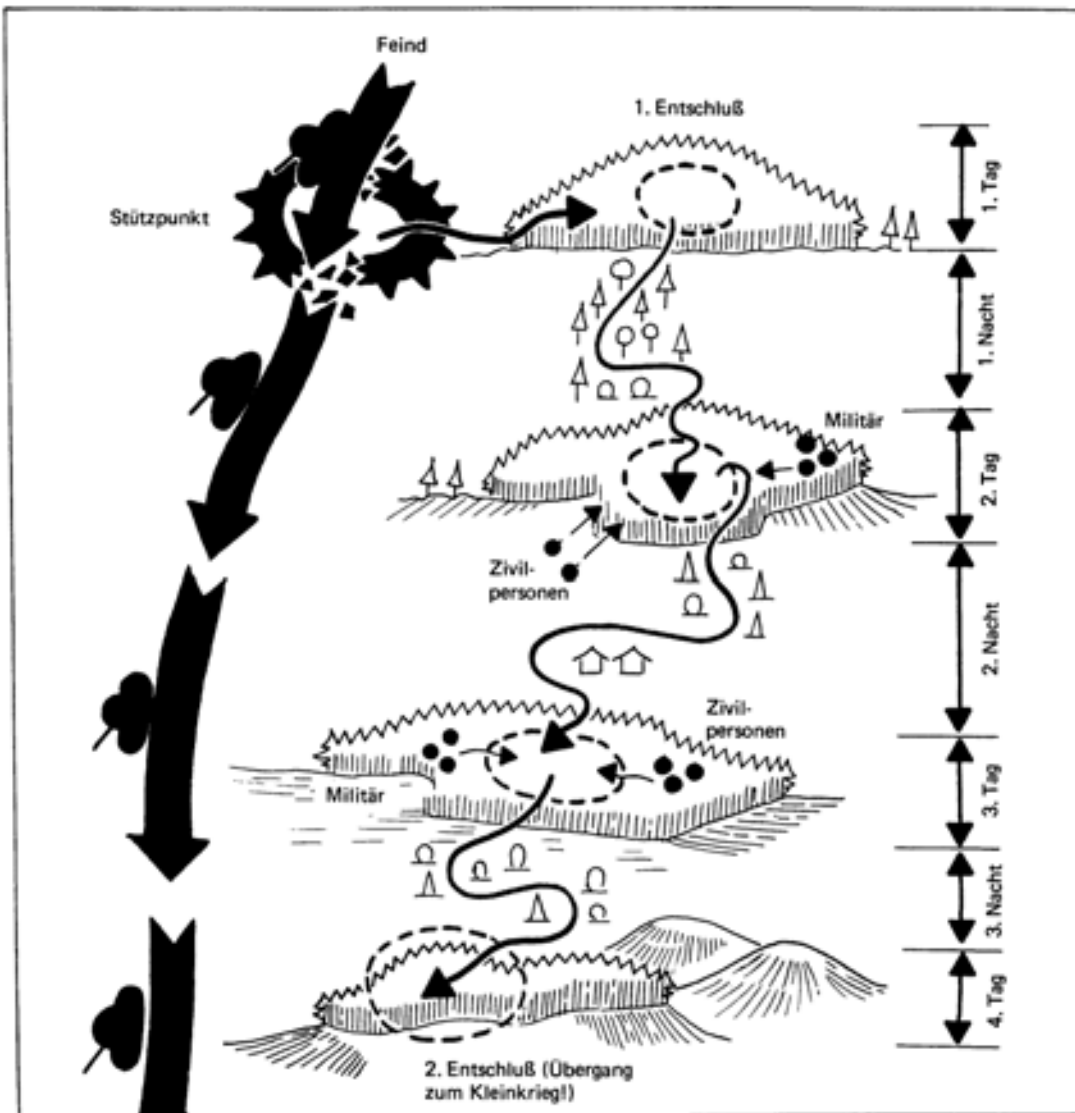 Feind
1. Entschluß
Stützpunkt
1. Tag
1. Nacht
Militär
2. Tag
Zivil-
personen
2. Nacht
Zivil-
personen
Militär
3. Tag
3. Nacht
4. Tag
2. Entschluß (Übergang
zum Kleinkrieg!)